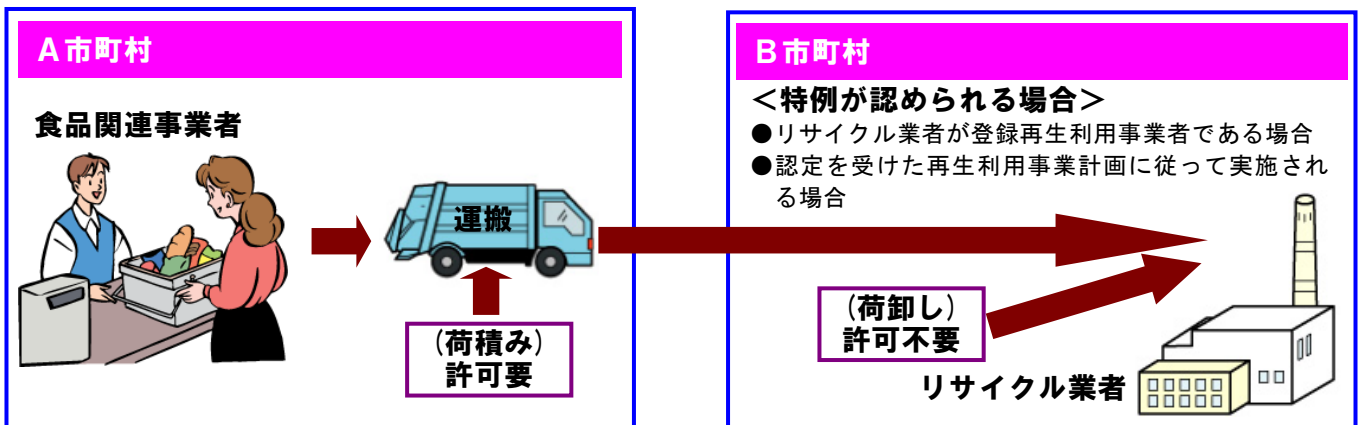 A市町村
食品関連事業者
運搬
(荷積み)
許可要
B市町村
＜特例が認められる場合＞
●リサイクル業者が登録再生利用事業者である場合
●認定を受けた再生利用事業計画に従って実施され
る場合
(荷卸し)
許可不要
リサイクル業者